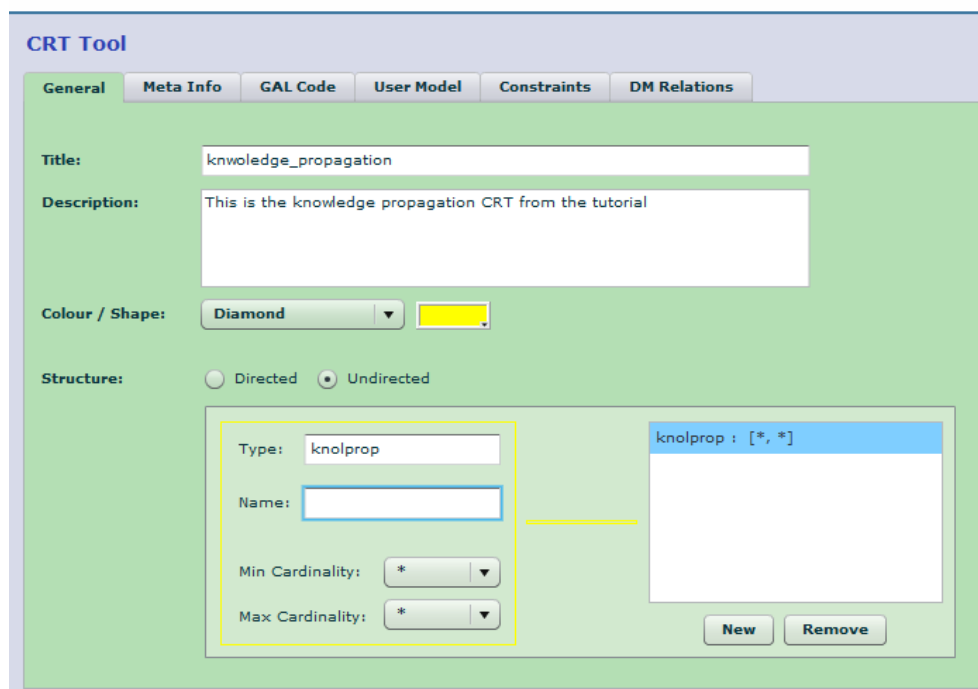 CRT Tool
General Meta Info GAL Code User Model Constraints DM Relations
Title: knwoledge_propagation
Description: This is the knowledge propagation CRT from the tutorial
Colour / Shape: Diamond
Structure: Directed Undirected
Type: knolprop
knolprop : [*, *]
Name:
Min Cardinality: *
Max Cardinality: *
New Remove